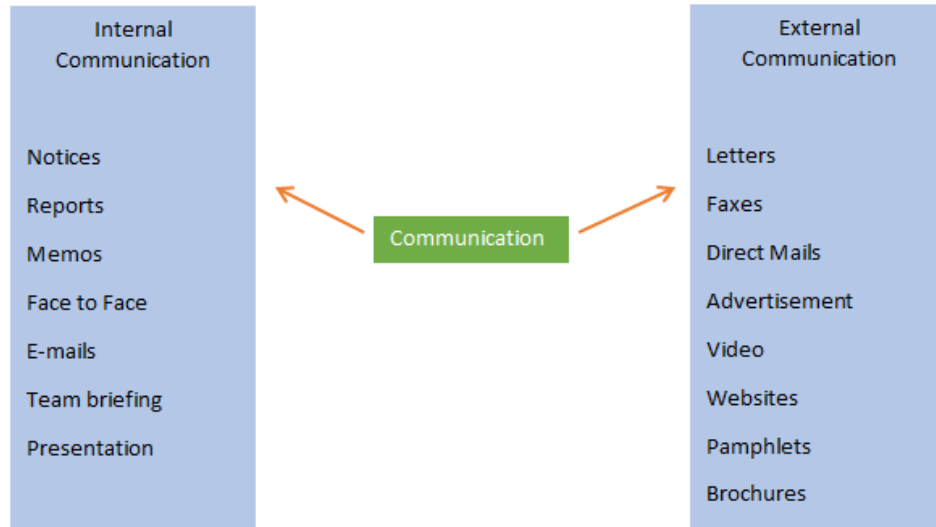 Internal
Communication
Notices
Reports
Memos
Face to Face
E-mails
Team briefing
Presentation
Communication
External
Communication
Letters
Faxes
Direct Mails
Advertisement
Video
Websites
Pamphlets
Brochures